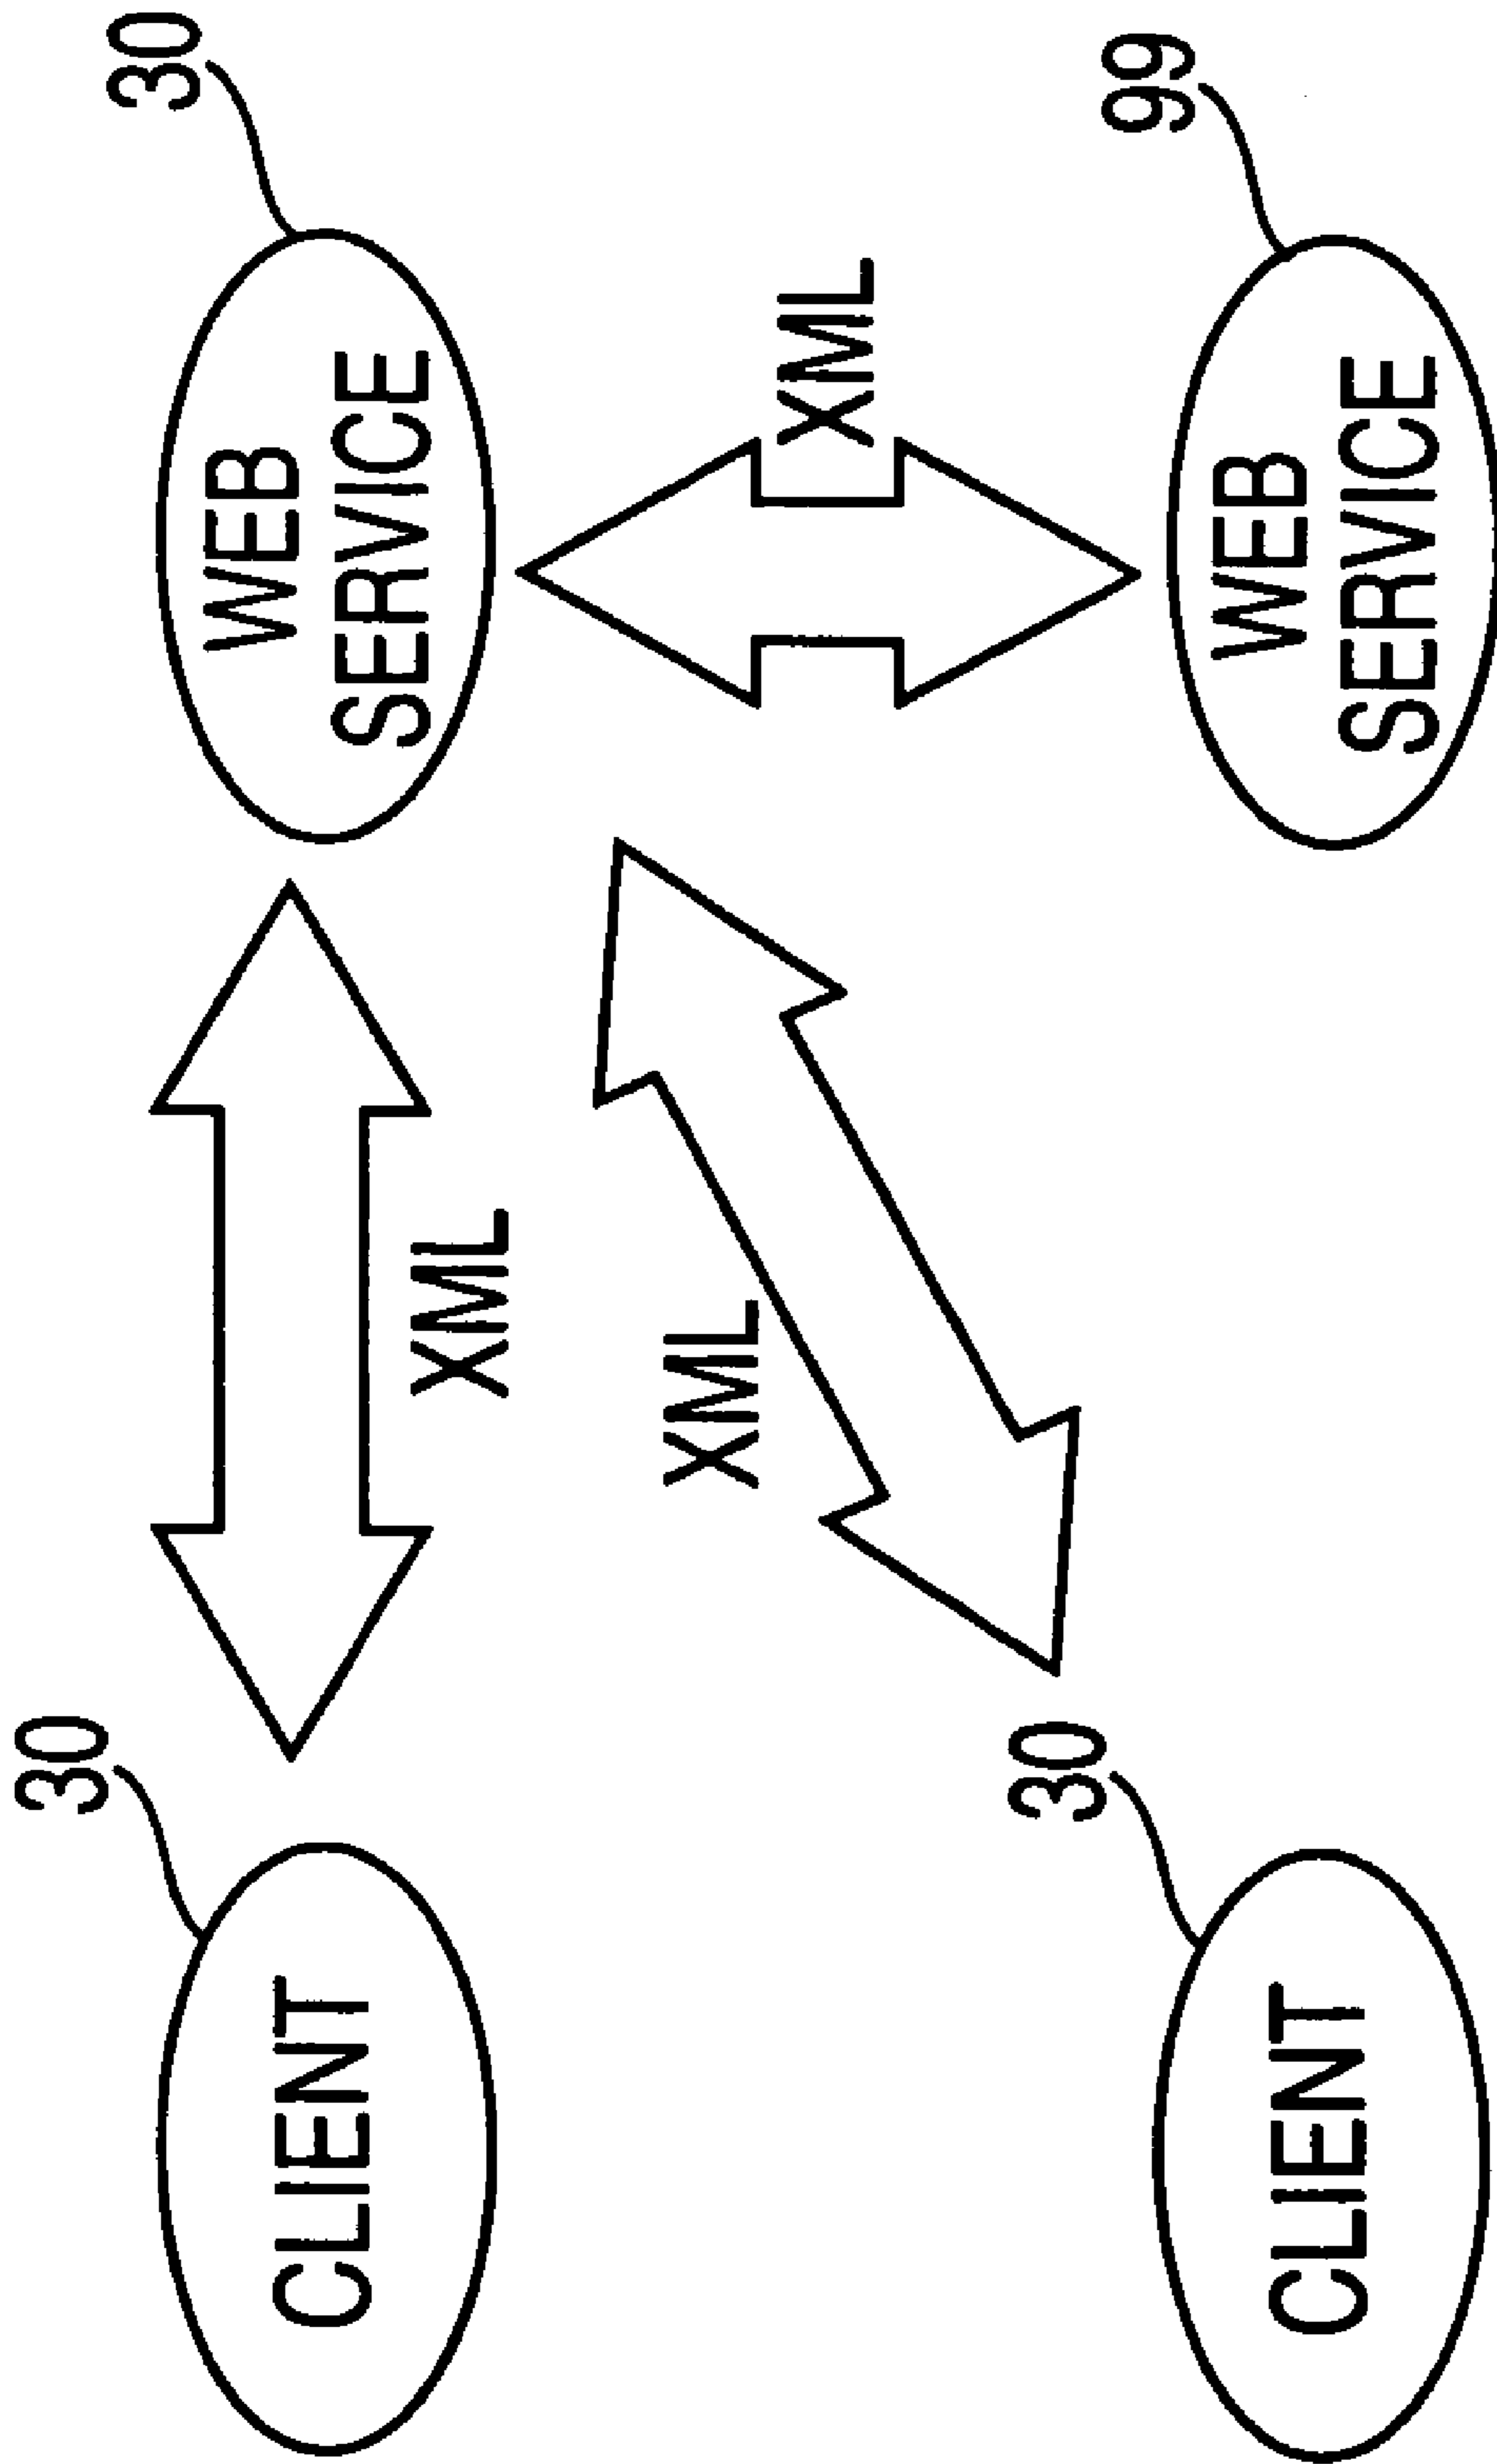 30
30
CLIENT
WEB
SERVICE
XML
XML
XML
30
99
CLIENT
WEB
SERVICE